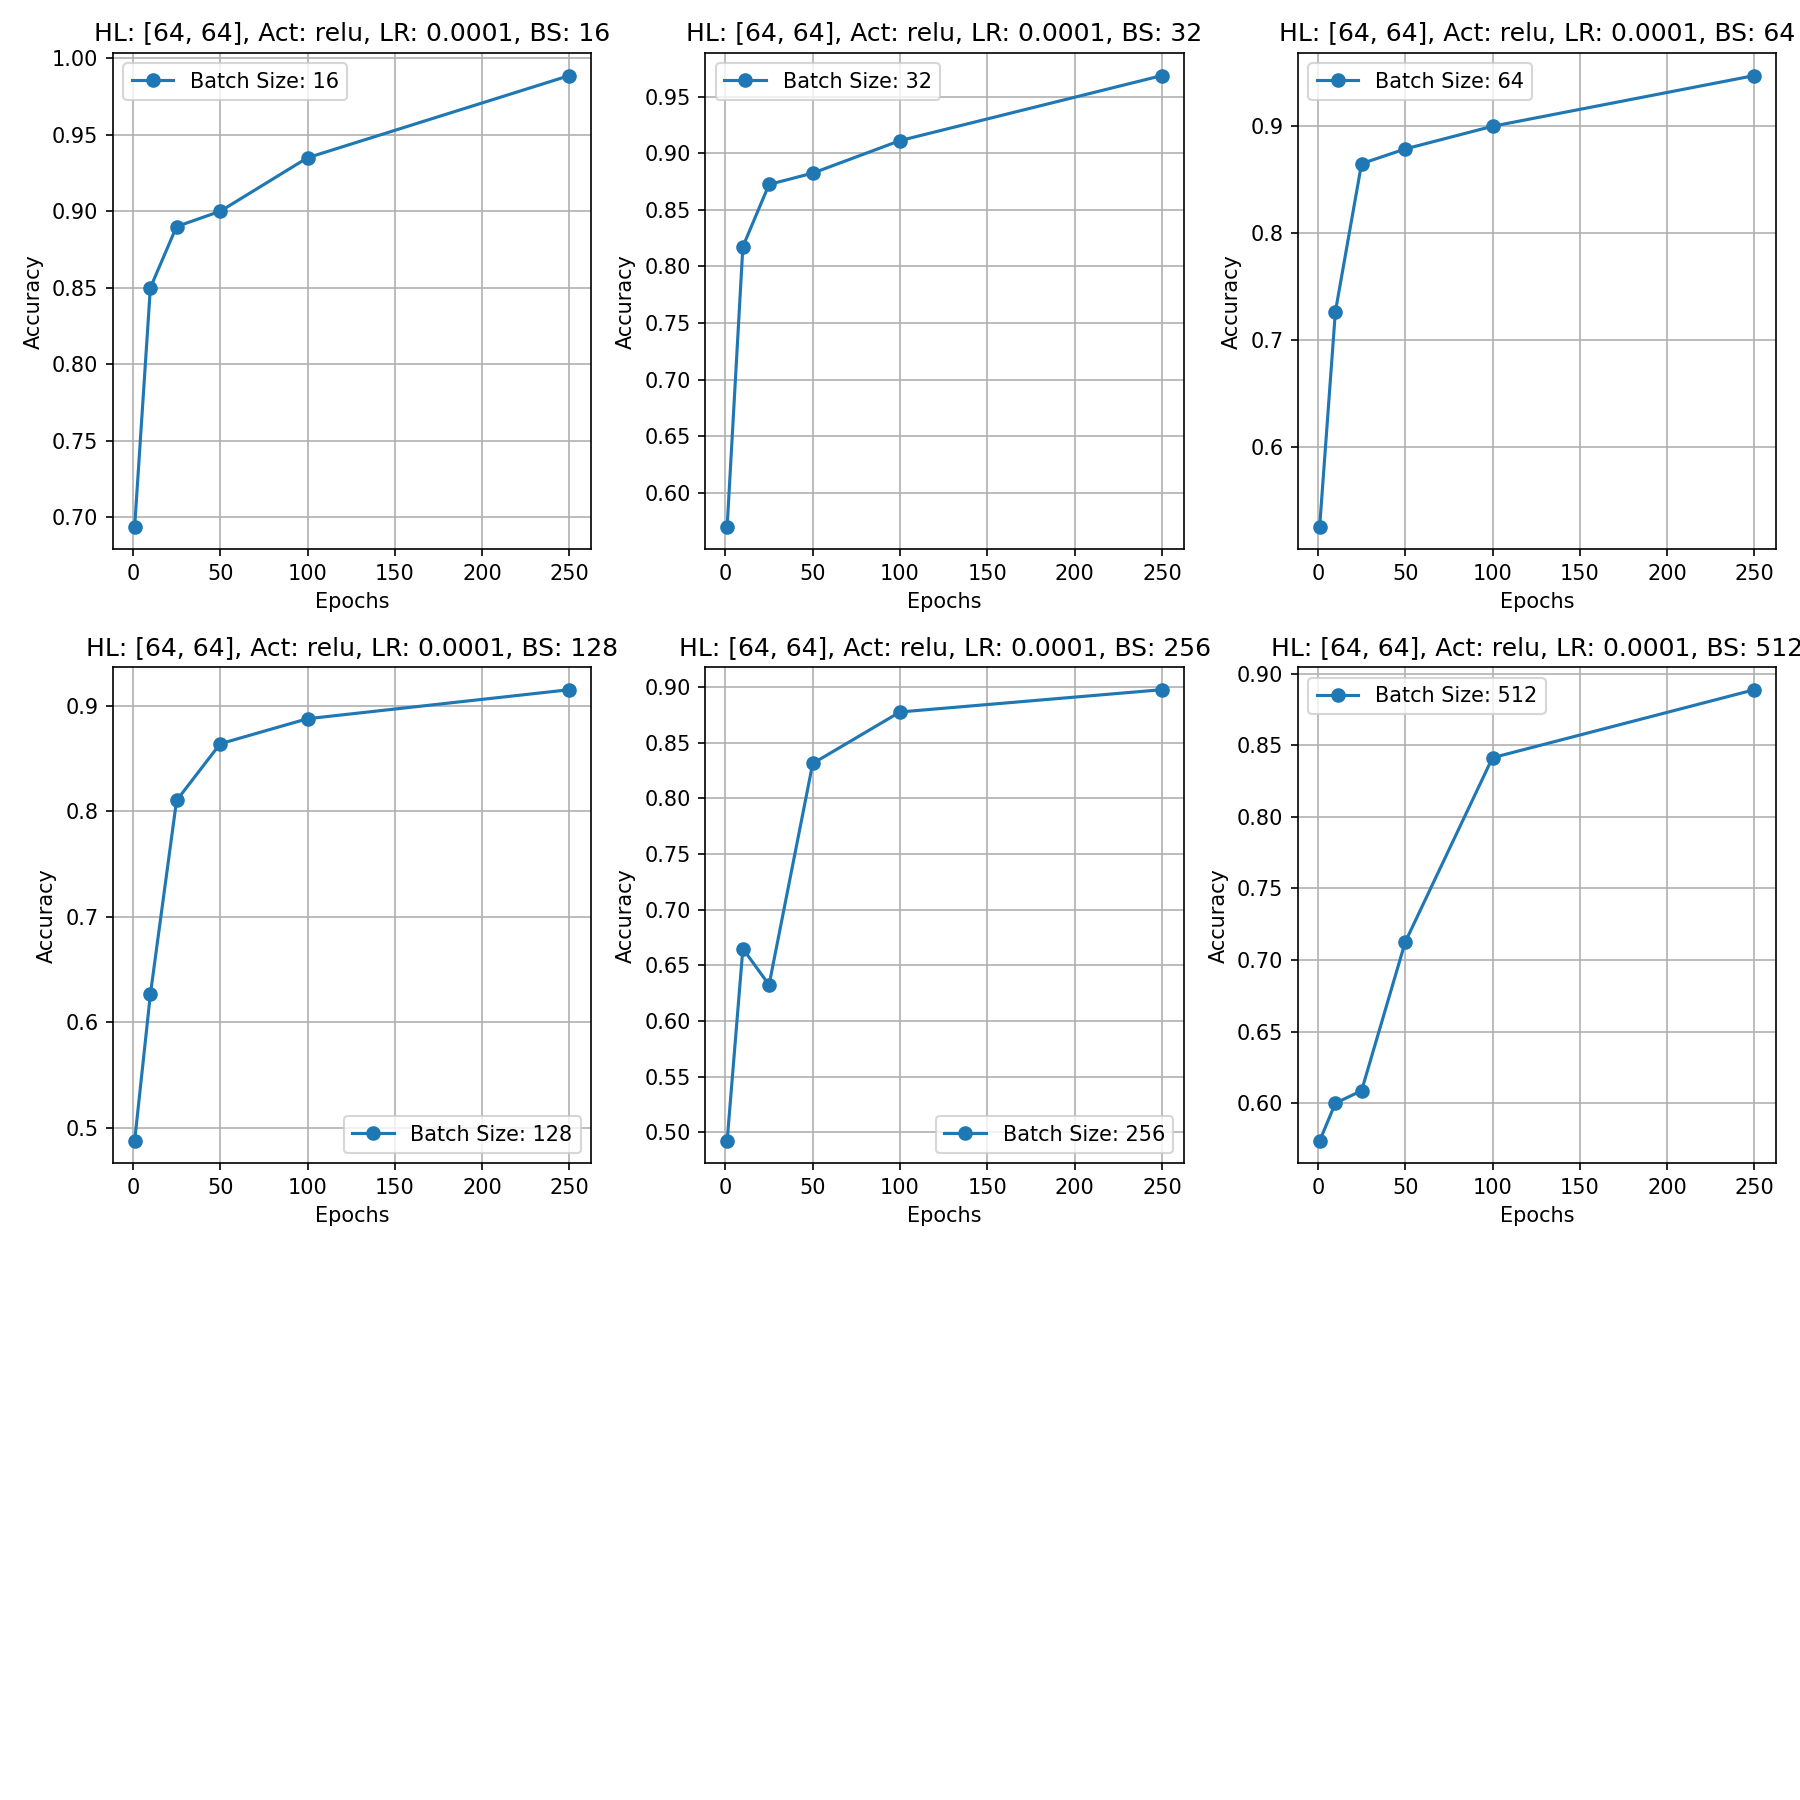 HL: [64, 64], Act: relu, LR: 0.0001, BS: 16
Batch Size: 16
Accuracy
1.00
0.95
0.90
0.85
0.80
0.75
0.70
0 50 100 150 200 250
Epochs
HL: [64, 64], Act: relu, LR: 0.0001, BS: 32
Batch Size: 32
Accuracy
0.95
0.90
0.85
0.80
0.75
0.70
0.65
0.60
0 50 100 150 200 250
Epochs
HL: [64, 64], Act: relu, LR: 0.0001, BS: 64
Batch Size: 64
Accuracy
0.9
0.8
0.7
0.6
0 50 100 150 200 250
Epochs
HL: [64, 64], Act: relu, LR: 0.0001, BS: 128
Accuracy
0.9
0.8
0.7
0.6
0.5
Batch Size: 128
0 50 100 150 200 250
Epochs
HL: [64, 64], Act: relu, LR: 0.0001, BS: 256
Accuracy
0.90
0.85
0.80
0.75
0.70
0.65
0.60
0.55
0.50
Batch Size: 256
0 50 100 150 200 250
Epochs
HL: [64, 64], Act: relu, LR: 0.0001, BS: 512
Batch Size: 512
Accuracy
0.90
0.85
0.80
0.75
0.70
0.65
0.60
0 50 100 150 200 250
Epochs